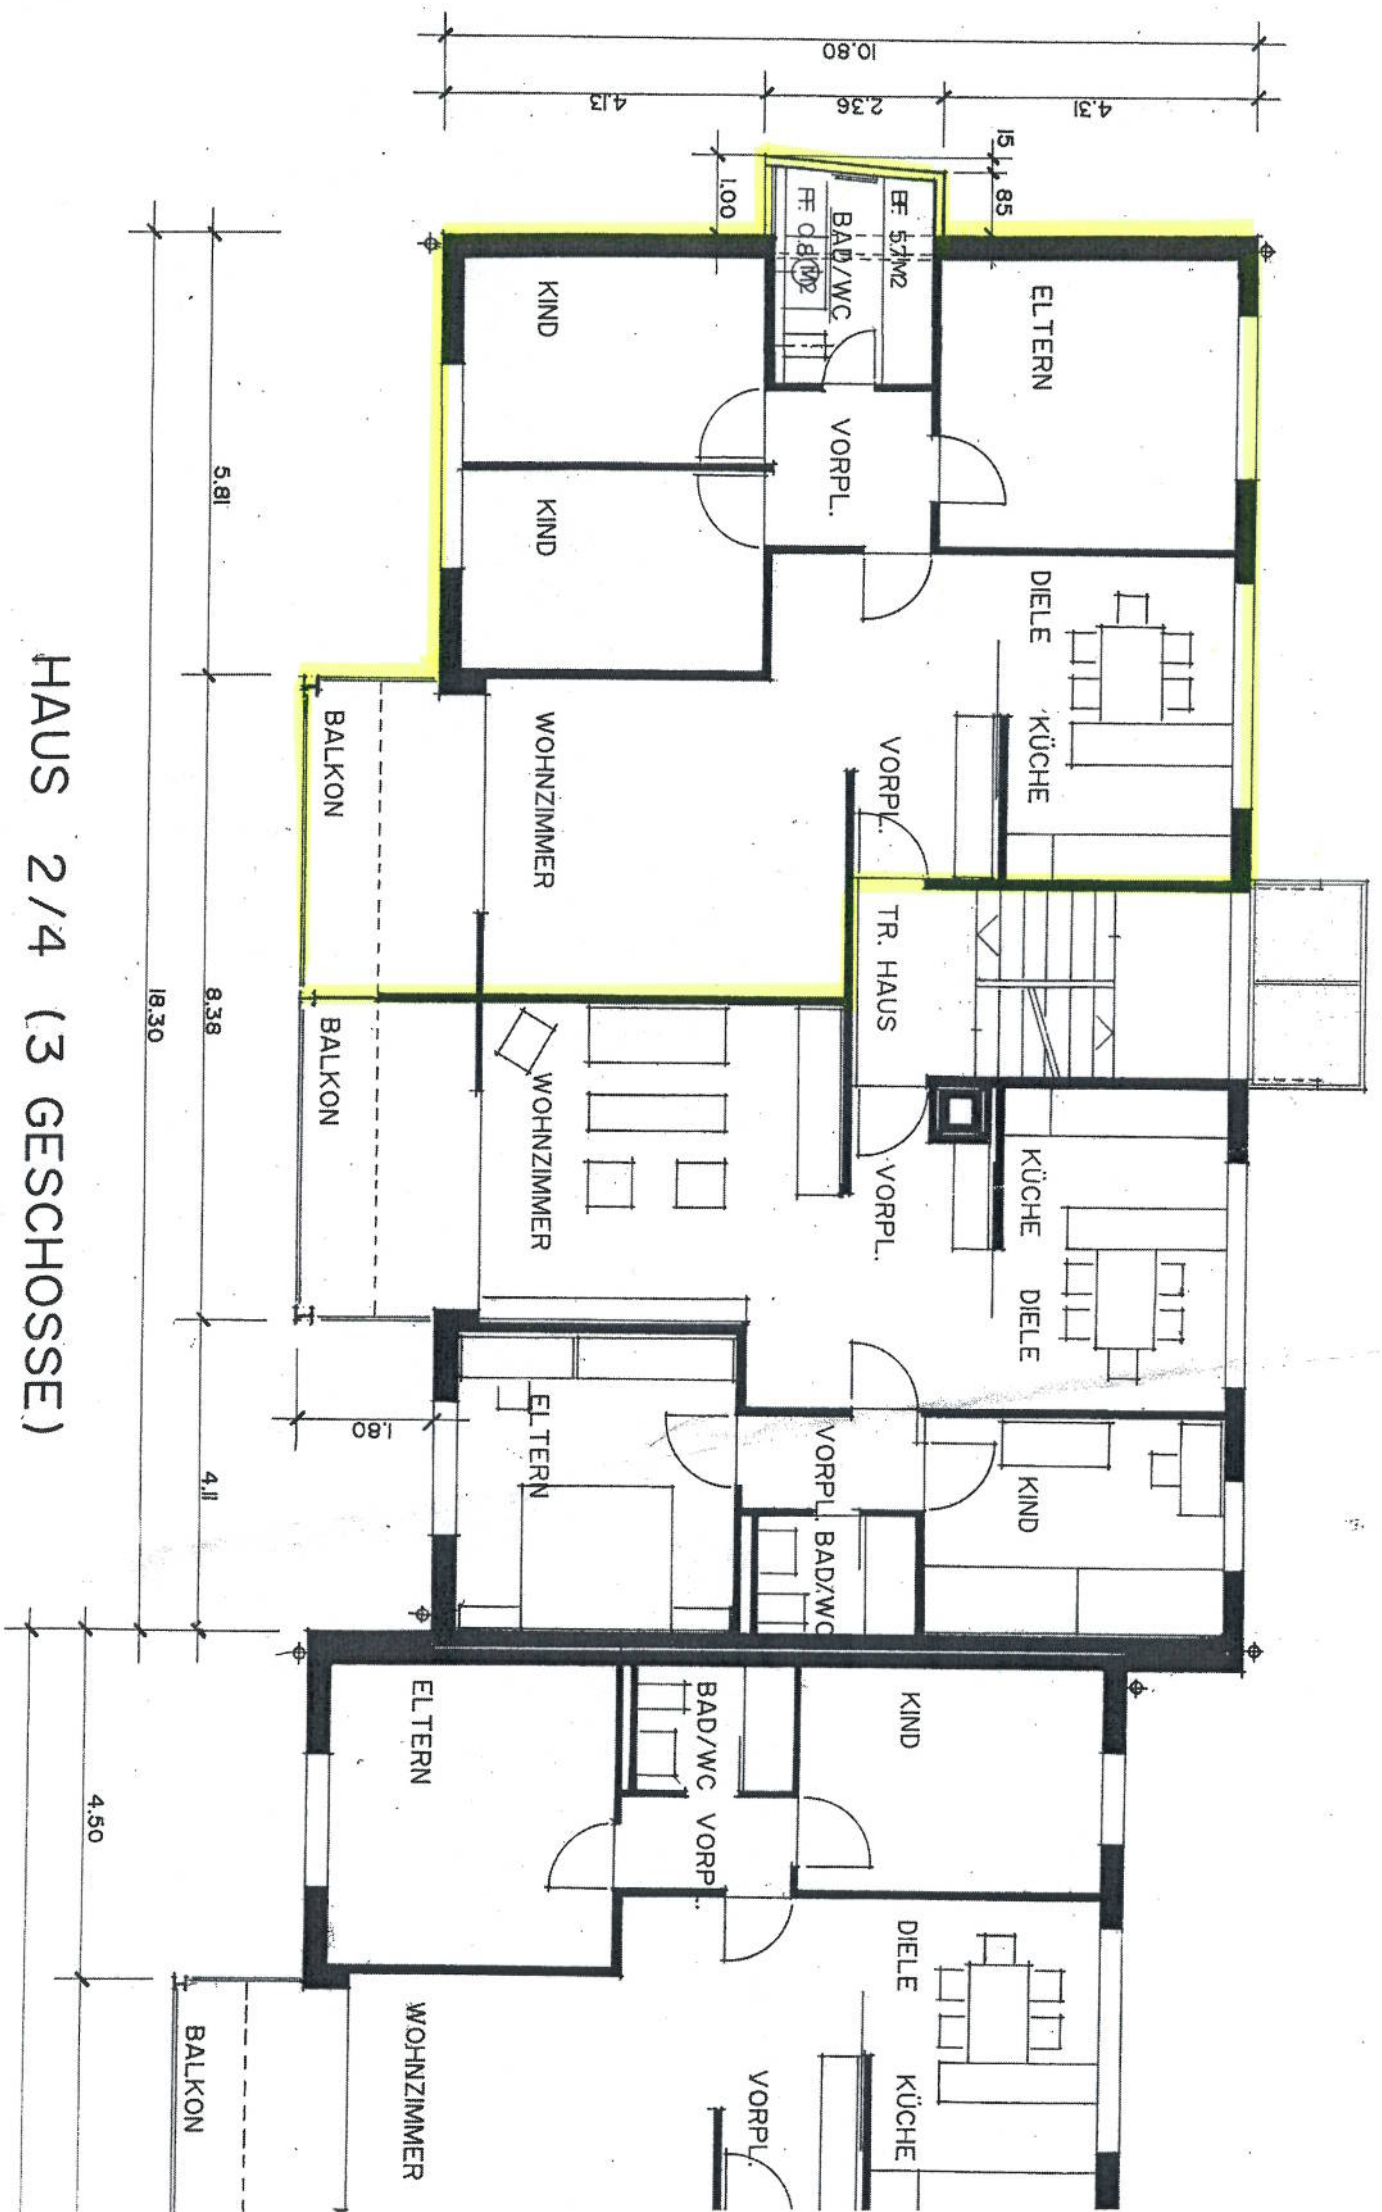 10.80
4.13
2.36
4.31
15
85
1.00
BF. 5.7M2
BAD/WC
FF. 0.8 M2
KIND
ELTERN
VORPL.
KIND
DIELE
KÜCHE
WOHNZIMMER
VORPL.
BALKON
TR. HAUS
5.81
8.38
18.30
4.11
BALKON
WOHNZIMMER
VORPL.
KÜCHE
DIELE
1.80
ELTERN
VORPL.
BAD/WC
KIND
HAUS 2/4 (3 GESCHOSSE)
ELTERN
BAD/WC
VORP.
KIND
4.50
DIELE
KÜCHE
WOHNZIMMER
VORPL.
BALKON